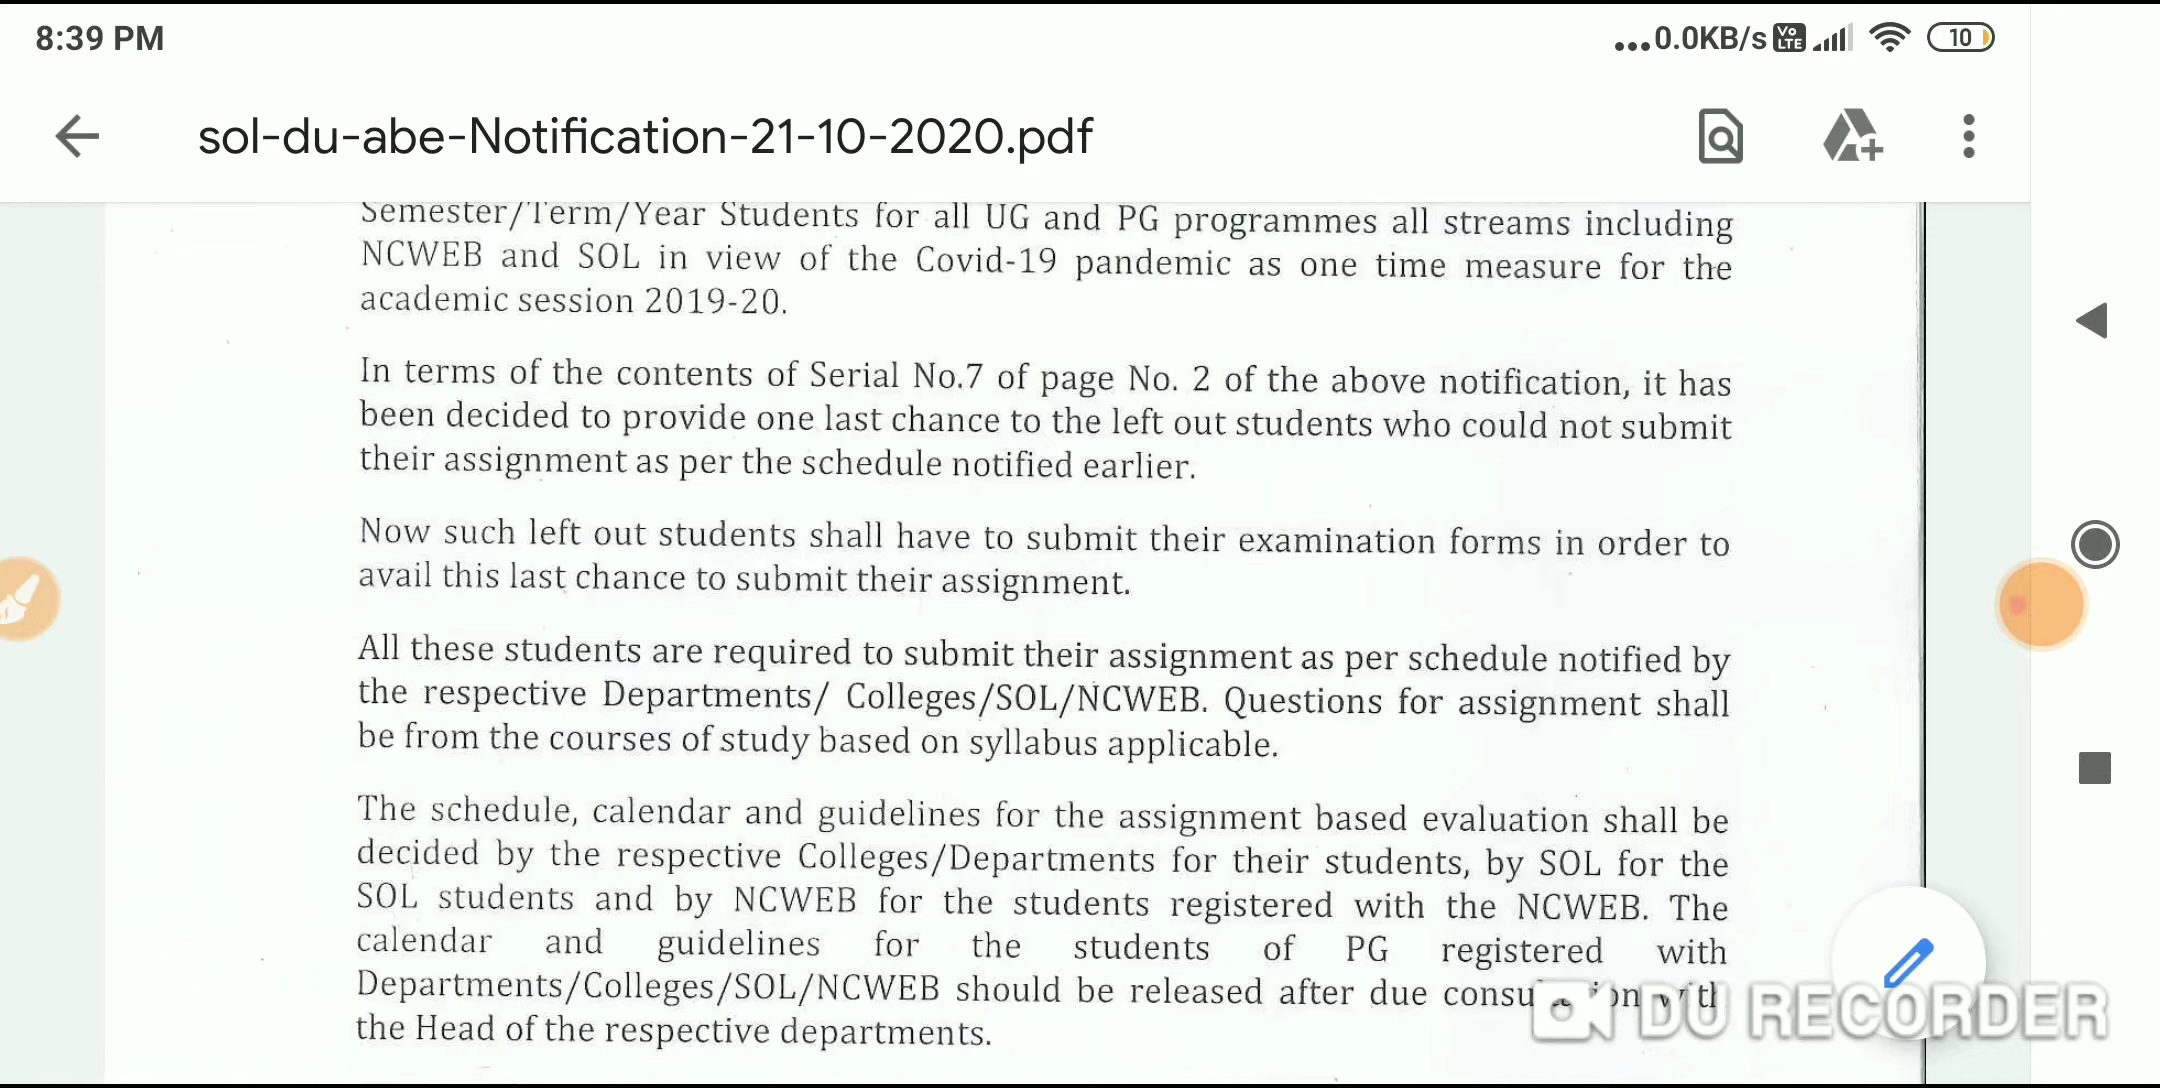 8:39 PM
...0.0KB/s Vo LTE 10
sol-du-abe-Notification-21-10-2020.pdf
Semester/Term/Year Students for all UG and PG programmes all streams including
NCWEB and SOL in view of the Covid-19 pandemic as one time measure for the
academic session 2019-20.
In terms of the contents of Serial No.7 of page No. 2 of the above notification, it has
been decided to provide one last chance to the left out students who could not submit
their assignment as per the schedule notified earlier.
Now such left out students shall have to submit their examination forms in order to
avail this last chance to submit their assignment.
All these students are required to submit their assignment as per schedule notified by
the respective Departments/ Colleges/SOL/NCWEB. Questions for assignment shall
be from the courses of study based on syllabus applicable.
The schedule, calendar and guidelines for the assignment based evaluation shall be
decided by the respective Colleges/Departments for their students, by SOL for the
SOL students and by NCWEB for the students registered with the NCWEB. The
calendar and guidelines for the students of PG registered with
Departments/Colleges/SOL/NCWEB should be released after due consultation with
the Head of the respective departments.
DU RECORDER